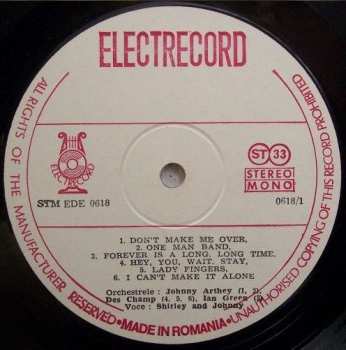 ELECTRECORD
ALL RIGHTS OF THE MANUFACTURER RESERVED • MADE IN ROMANIA • UNAUTHORISED COPYING OF THIS RECORD PROHIBITED
ELECTRECORD
ST 33
STEREO
MONO
STM EDE 0618
0618/1
1. DON'T MAKE ME OVER,
2. ONE MAN BAND,
3. FOREVER IS A LONG, LONG TIME,
4. HEY, YOU, WAIT, STAY,
5. LADY FINGERS,
6. I CAN'T MAKE IT ALONE
Orchestrele: Johnny Arthey (1, 2),
Des Champ (4, 5, 6), Ian Green (3)
Voce: Shirley and Johnny